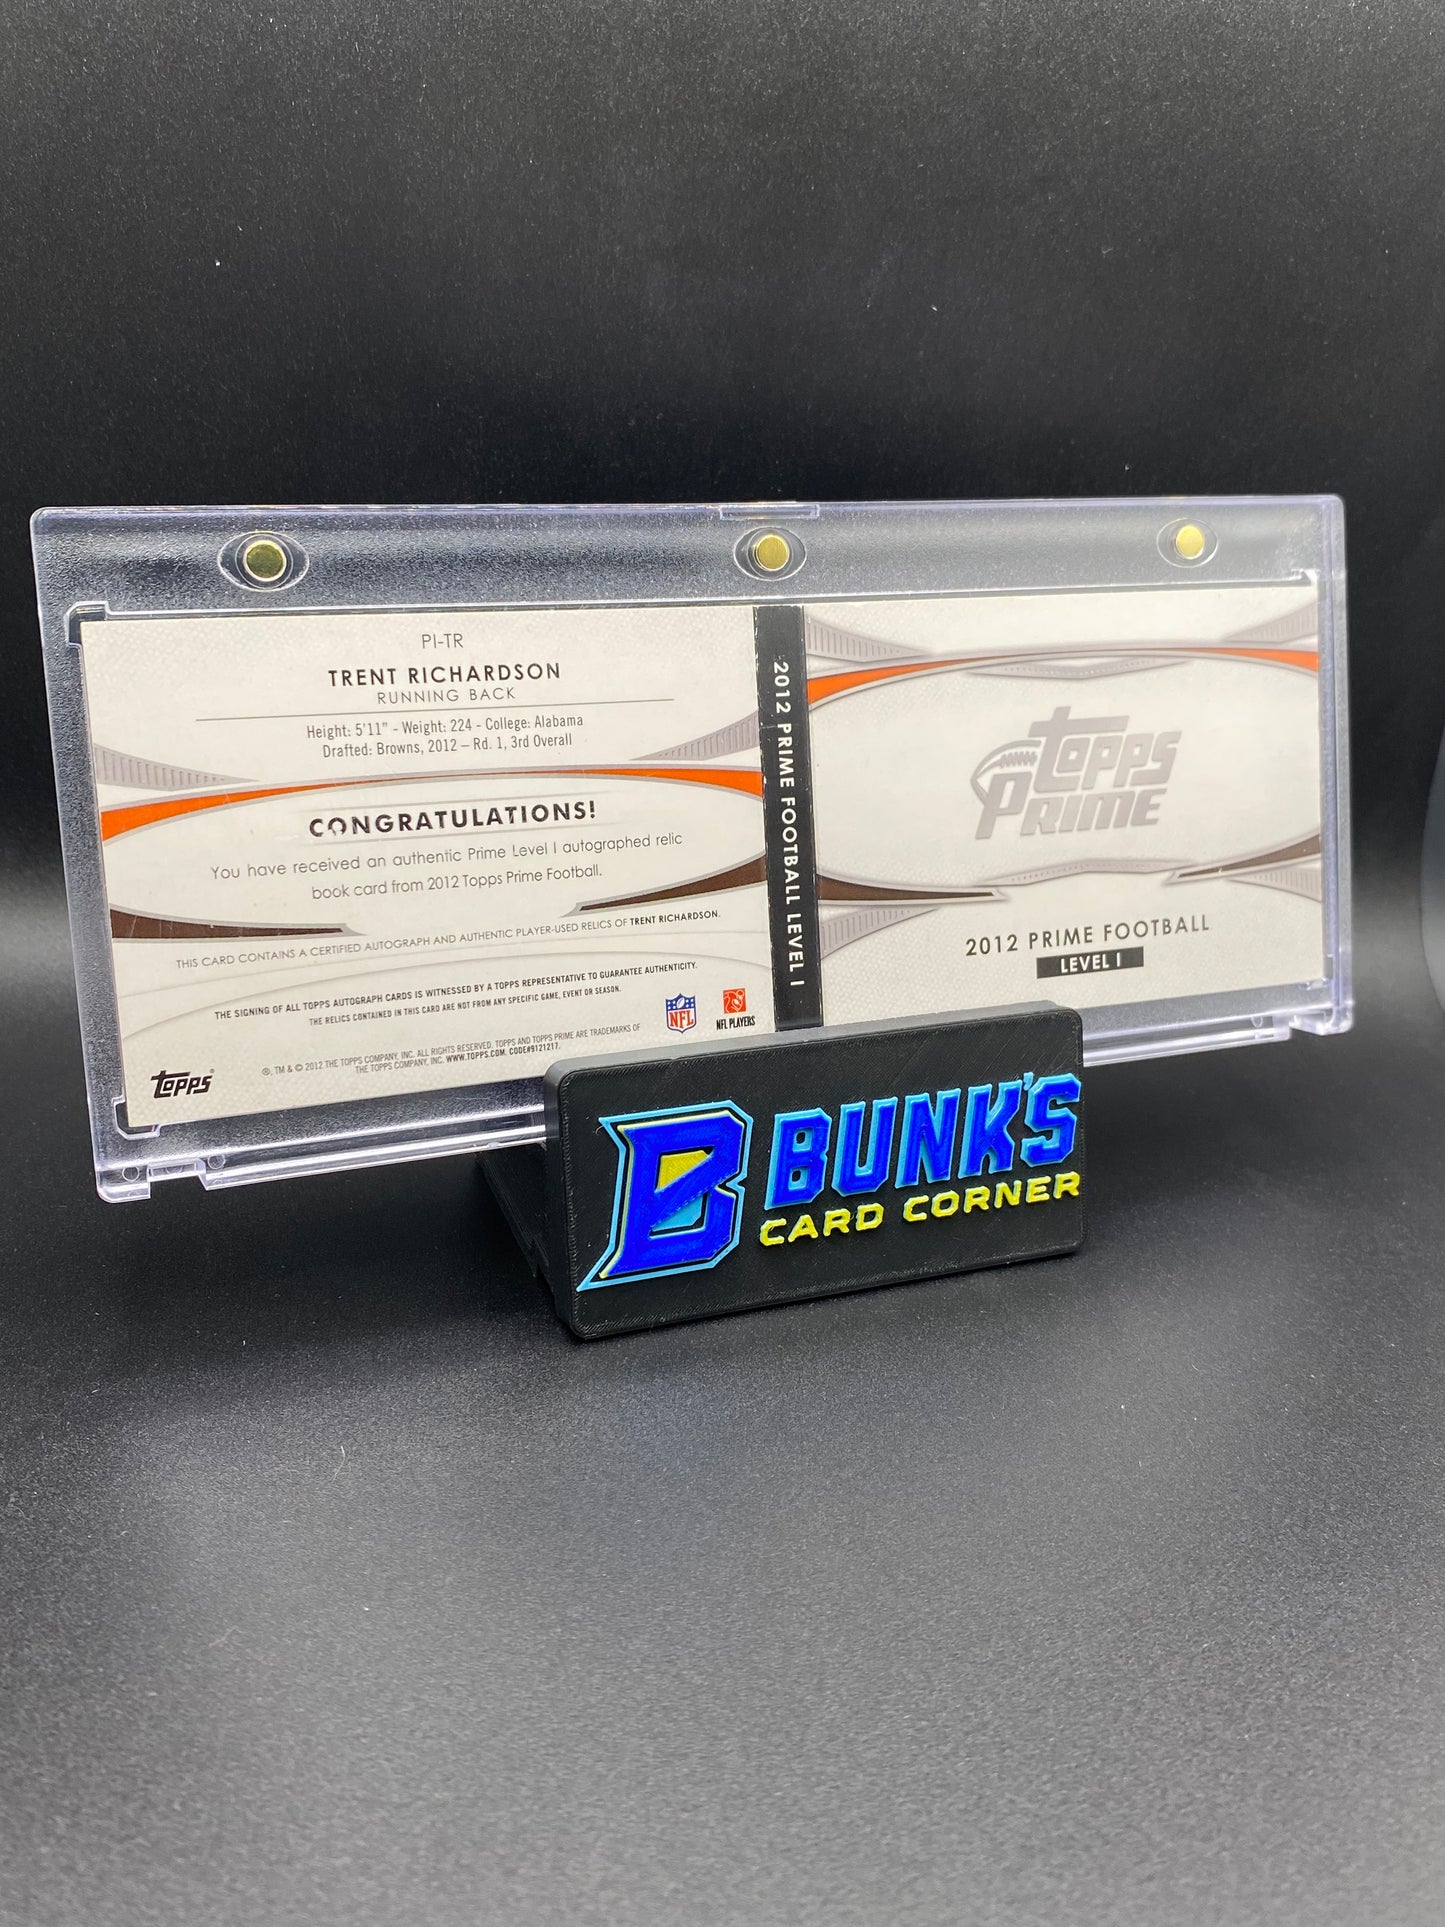 PI-TR
TRENT RICHARDSON
RUNNING BACK
Height: 5'11" - Weight: 224 - College: Alabama
Drafted: Browns, 2012 – Rd. 1, 3rd Overall
CONGRATULATIONS!
You have received an authentic Prime Level I autographed relic
book card from 2012 Topps Prime Football.
THIS CARD CONTAINS A CERTIFIED AUTOGRAPH AND AUTHENTIC PLAYER-USED RELICS OF TRENT RICHARDSON.
THE SIGNING OF ALL TOPPS AUTOGRAPH CARDS IS WITNESSED BY A TOPPS REPRESENTATIVE TO GUARANTEE AUTHENTICITY.
THE RELICS CONTAINED IN THIS CARD ARE NOT FROM ANY SPECIFIC GAME, EVENT OR SEASON.
NFL
NFL PLAYERS
Topps®
®, TM & © 2012 THE TOPPS COMPANY, INC. ALL RIGHTS RESERVED. TOPPS AND TOPPS PRIME ARE TRADEMARKS OF
THE TOPPS COMPANY, INC. WWW.TOPPS.COM. CODE#9121217.
2012 PRIME FOOTBALL LEVEL I
Topps
PRIME
2012 PRIME FOOTBALL
LEVEL I
B
BUNK'S
CARD CORNER